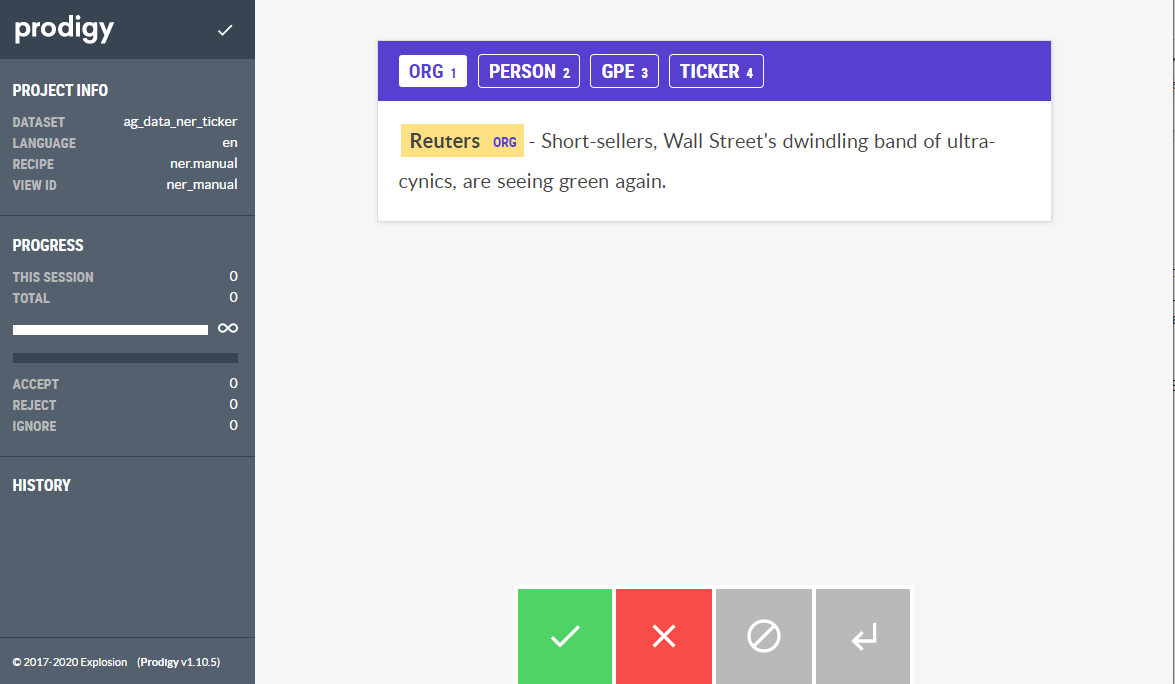 prodigy
PROJECT INFO
DATASET ag_data_ner_ticker
LANGUAGE en
RECIPE ner.manual
VIEW ID ner_manual
PROGRESS
THIS SESSION 0
TOTAL 0
∞
ACCEPT 0
REJECT 0
IGNORE 0
HISTORY
© 2017-2020 Explosion (Prodigy v1.10.5)
ORG 1 PERSON 2 GPE 3 TICKER 4
Reuters ORG - Short-sellers, Wall Street's dwindling band of ultra-
cynics, are seeing green again.